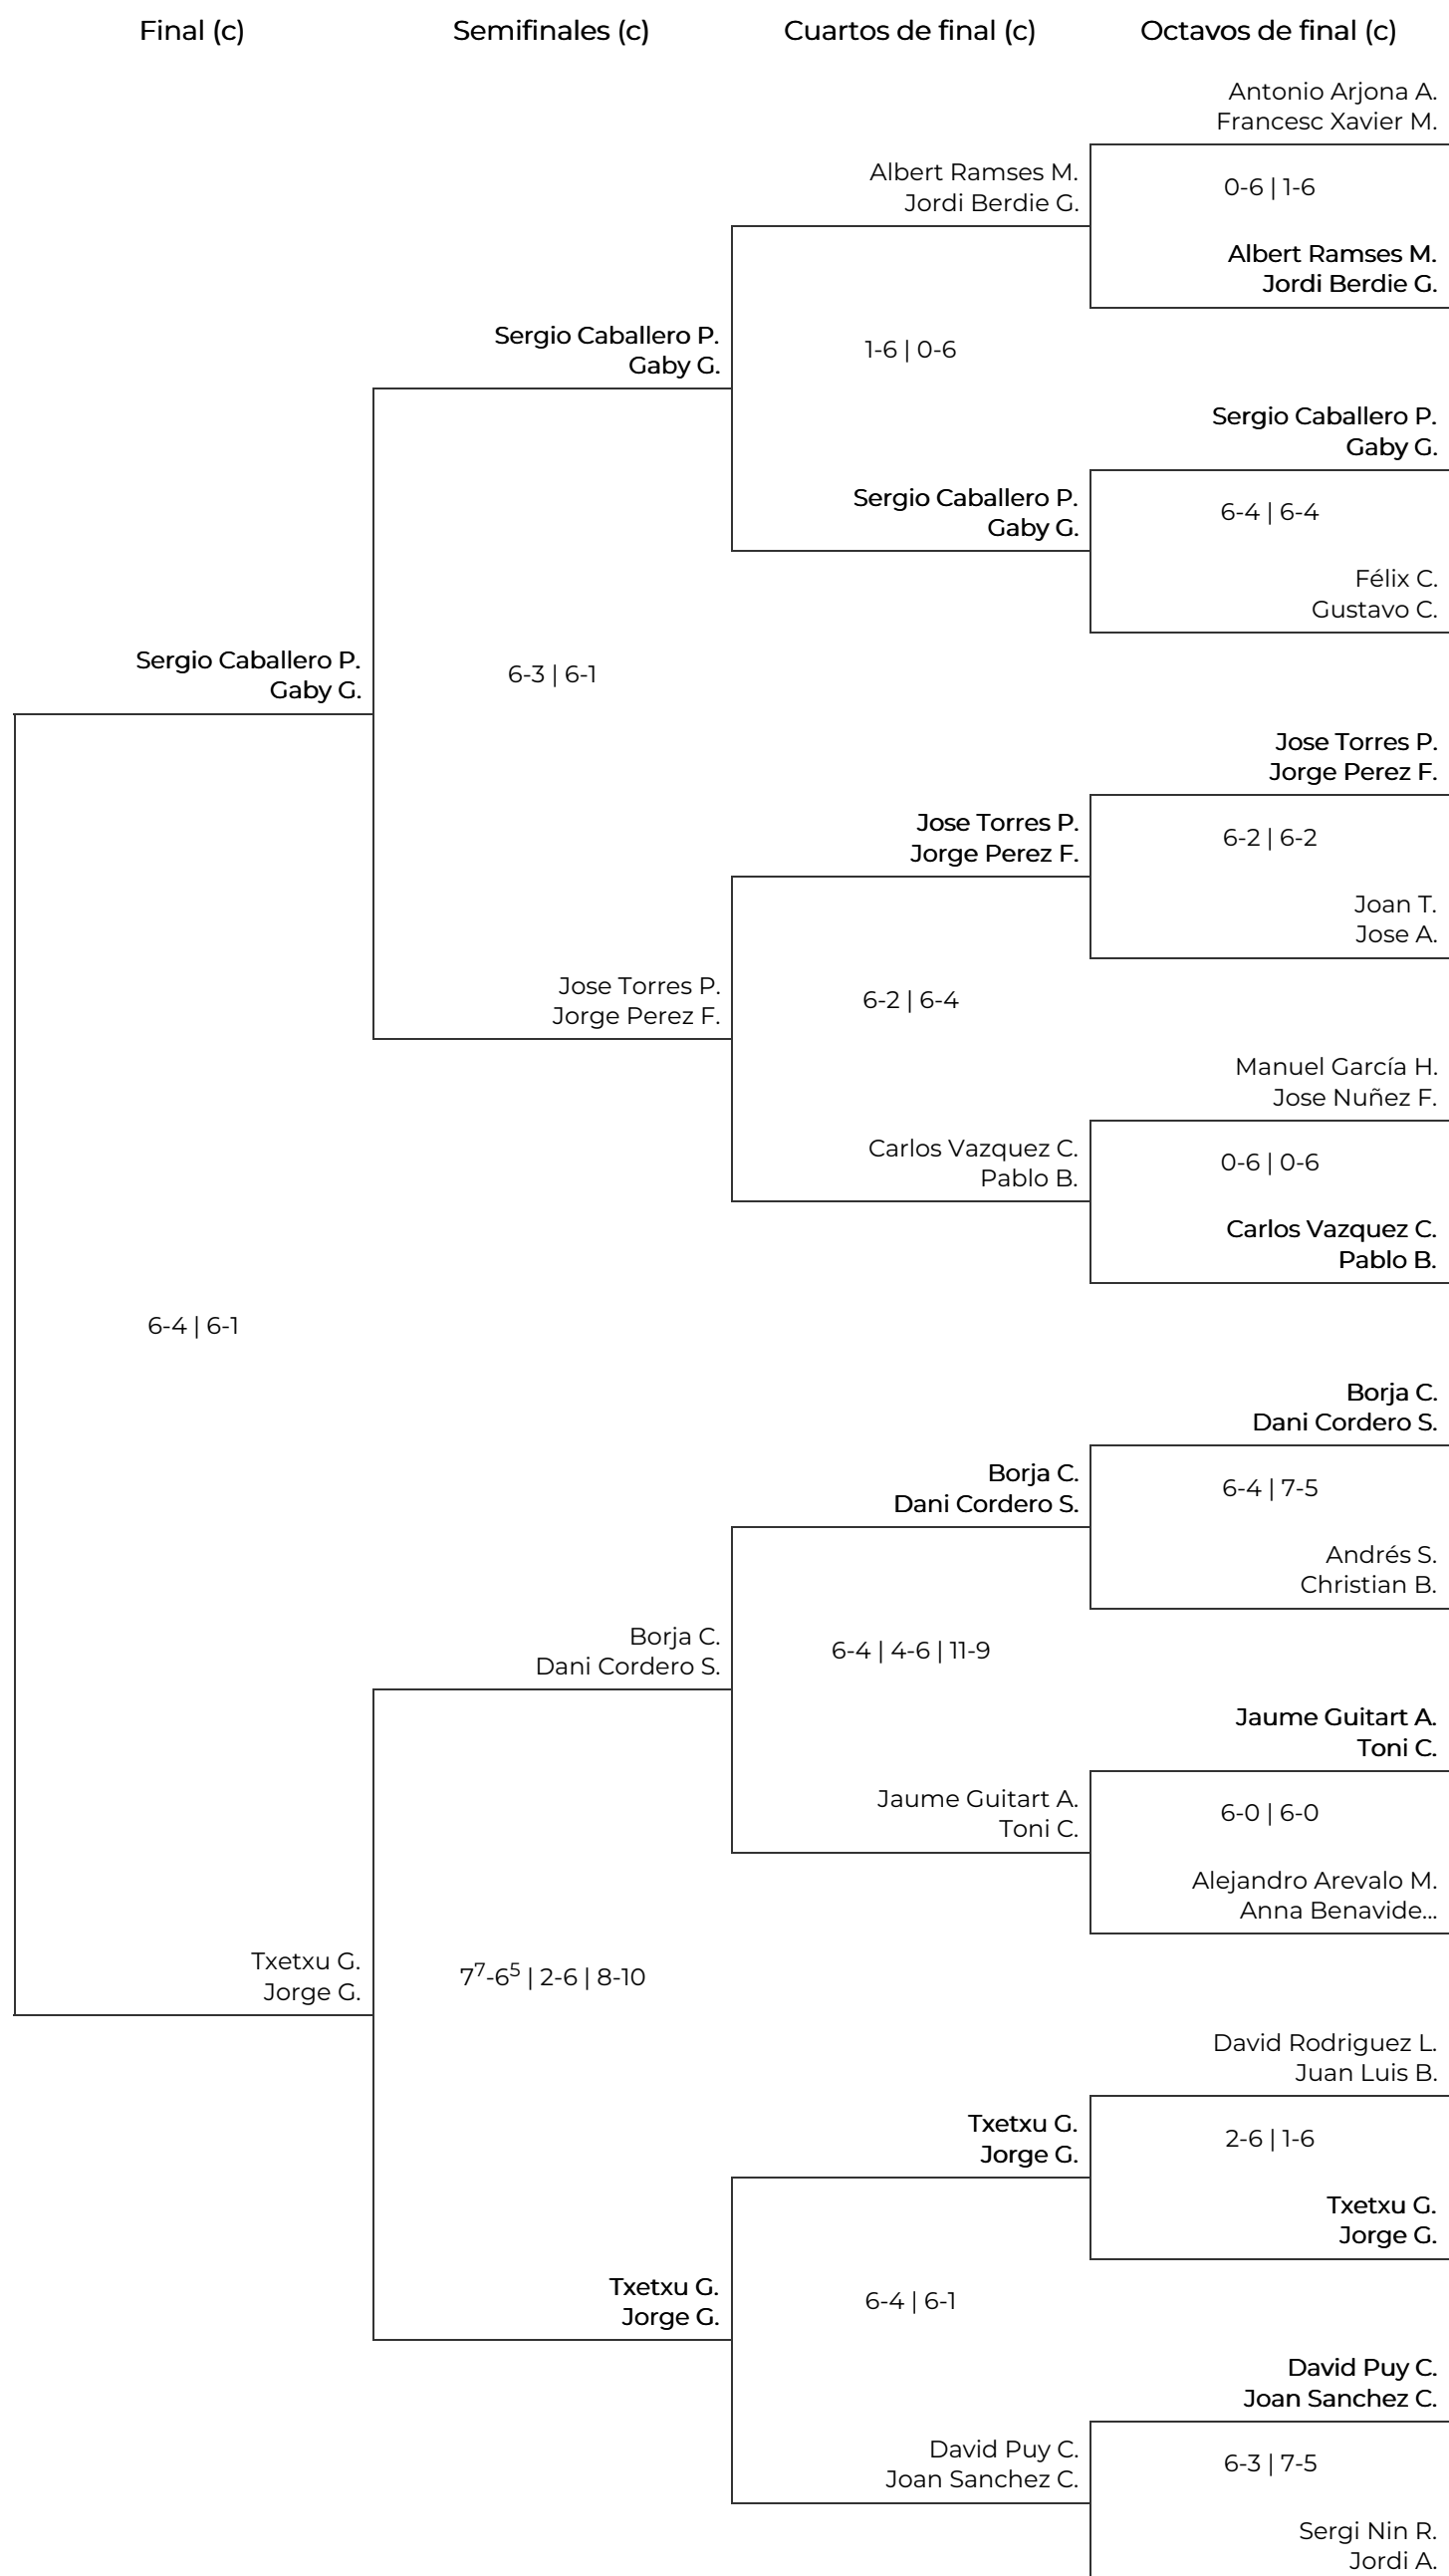 Final (c)
Semifinales (c)
Cuartos de final (c)
Octavos de final (c)
Antonio Arjona A.
Francesc Xavier M.
Albert Ramses M.
Jordi Berdie G.
0-6 | 1-6
Albert Ramses M.
Jordi Berdie G.
Sergio Caballero P.
Gaby G.
1-6 | 0-6
Sergio Caballero P.
Gaby G.
Sergio Caballero P.
Gaby G.
6-4 | 6-4
Félix C.
Gustavo C.
Sergio Caballero P.
Gaby G.
6-3 | 6-1
Jose Torres P.
Jorge Perez F.
Jose Torres P.
Jorge Perez F.
6-2 | 6-2
Joan T.
Jose A.
Jose Torres P.
Jorge Perez F.
6-2 | 6-4
Manuel García H.
Jose Nuñez F.
Carlos Vazquez C.
Pablo B.
0-6 | 0-6
Carlos Vazquez C.
Pablo B.
6-4 | 6-1
Borja C.
Dani Cordero S.
Borja C.
Dani Cordero S.
6-4 | 7-5
Andrés S.
Christian B.
Borja C.
Dani Cordero S.
6-4 | 4-6 | 11-9
Jaume Guitart A.
Toni C.
Jaume Guitart A.
Toni C.
6-0 | 6-0
Alejandro Arevalo M.
Anna Benavide...
Txetxu G.
Jorge G.
7⁷-6⁵ | 2-6 | 8-10
David Rodriguez L.
Juan Luis B.
Txetxu G.
Jorge G.
2-6 | 1-6
Txetxu G.
Jorge G.
Txetxu G.
Jorge G.
6-4 | 6-1
David Puy C.
Joan Sanchez C.
David Puy C.
Joan Sanchez C.
6-3 | 7-5
Sergi Nin R.
Jordi A.